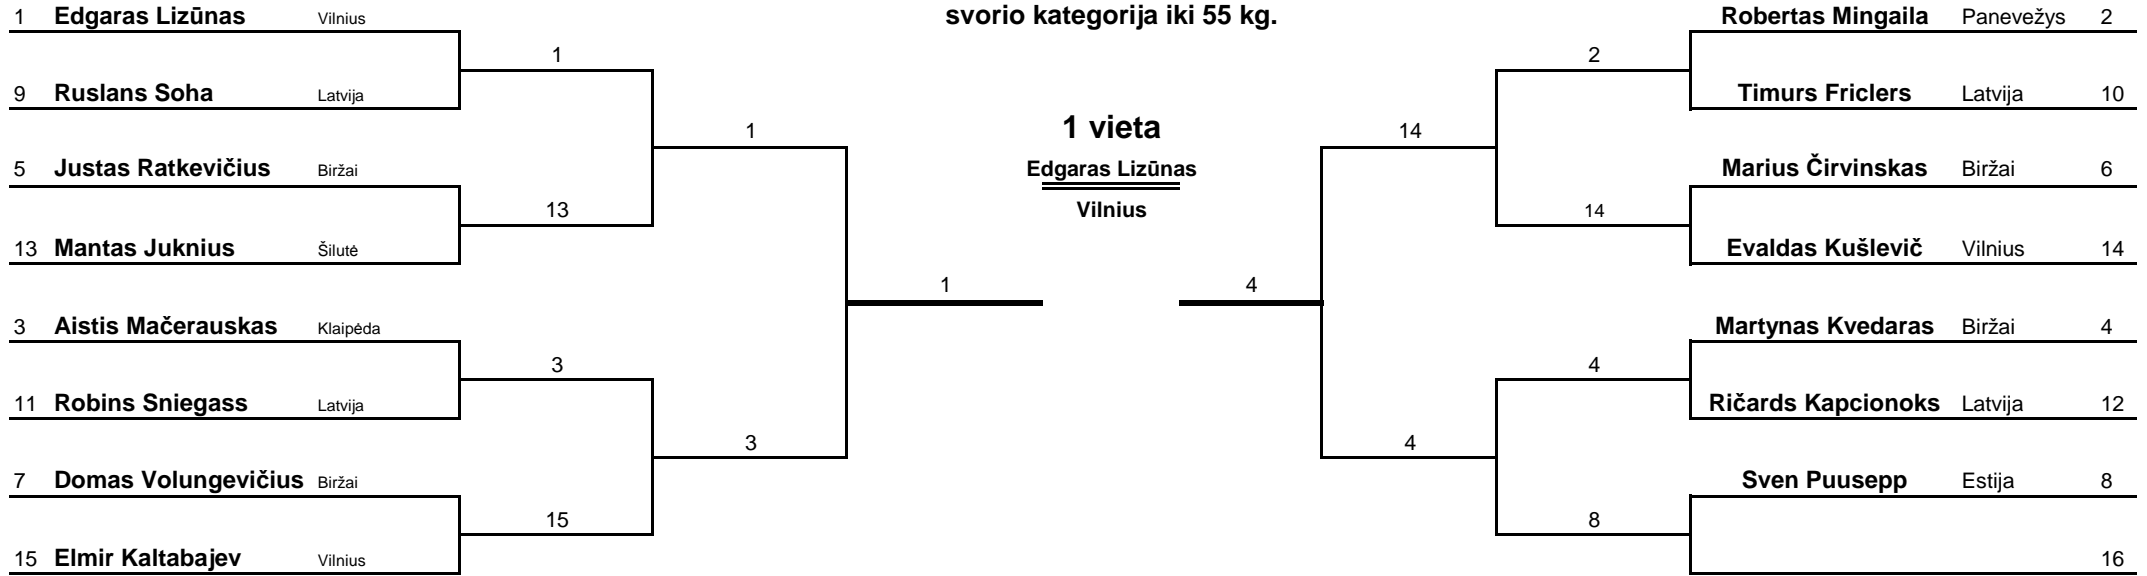 svorio kategorija iki 55 kg.
1 Edgaras Lizūnas Vilnius
1
9 Ruslans Soha Latvija
1
5 Justas Ratkevičius Biržai
13
13 Mantas Juknius Šilutė
1
3 Aistis Mačerauskas Klaipėda
3
11 Robins Sniegass Latvija
3
7 Domas Volungevičius Biržai
15
15 Elmir Kaltabajev Vilnius
1 vieta
Edgaras Lizūnas
Vilnius
Robertas Mingaila Panevežys 2
2
Timurs Friclers Latvija 10
14
Marius Čirvinskas Biržai 6
14
Evaldas Kušlevič Vilnius 14
4
Martynas Kvedaras Biržai 4
4
Ričards Kapcionoks Latvija 12
4
Sven Puusepp Estija 8
8
16